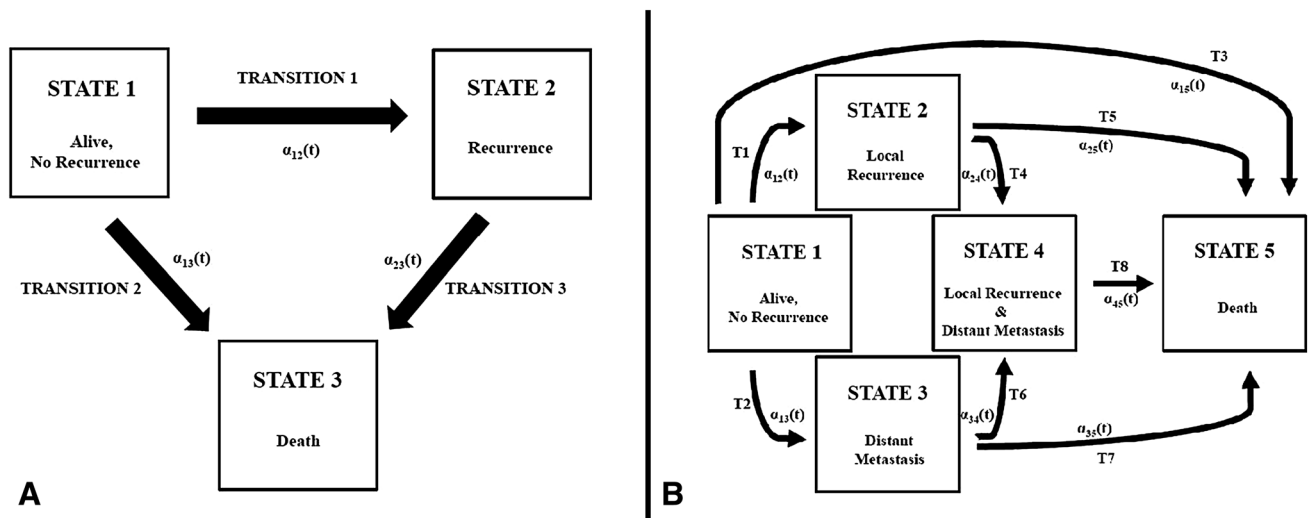 STATE 1
Alive,
No Recurrence
TRANSITION 1
α12(t)
STATE 2
Recurrence
α13(t)
TRANSITION 2
α23(t)
TRANSITION 3
STATE 3
Death
A
T3
α15(t)
STATE 2
Local
Recurrence
T1
α12(t)
T5
α25(t)
α24(t)
T4
STATE 1
Alive,
No Recurrence
STATE 4
Local Recurrence
&
Distant Metastasis
T8
α45(t)
STATE 5
Death
T2
α13(t)
STATE 3
Distant
Metastasis
α34(t)
T6
α35(t)
T7
B